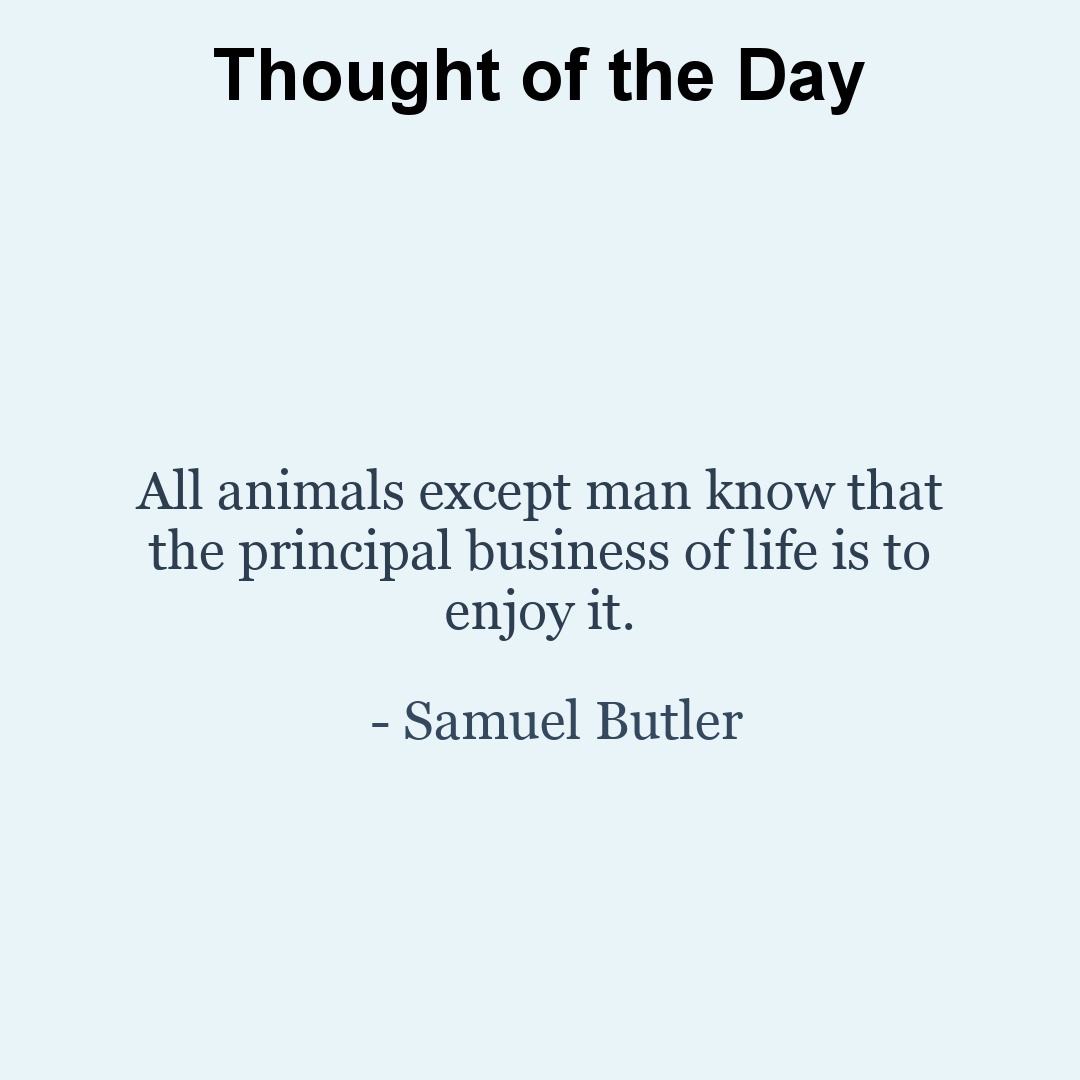 Thought of the Day
All animals except man know that
the principal business of life is to
enjoy it.
- Samuel Butler